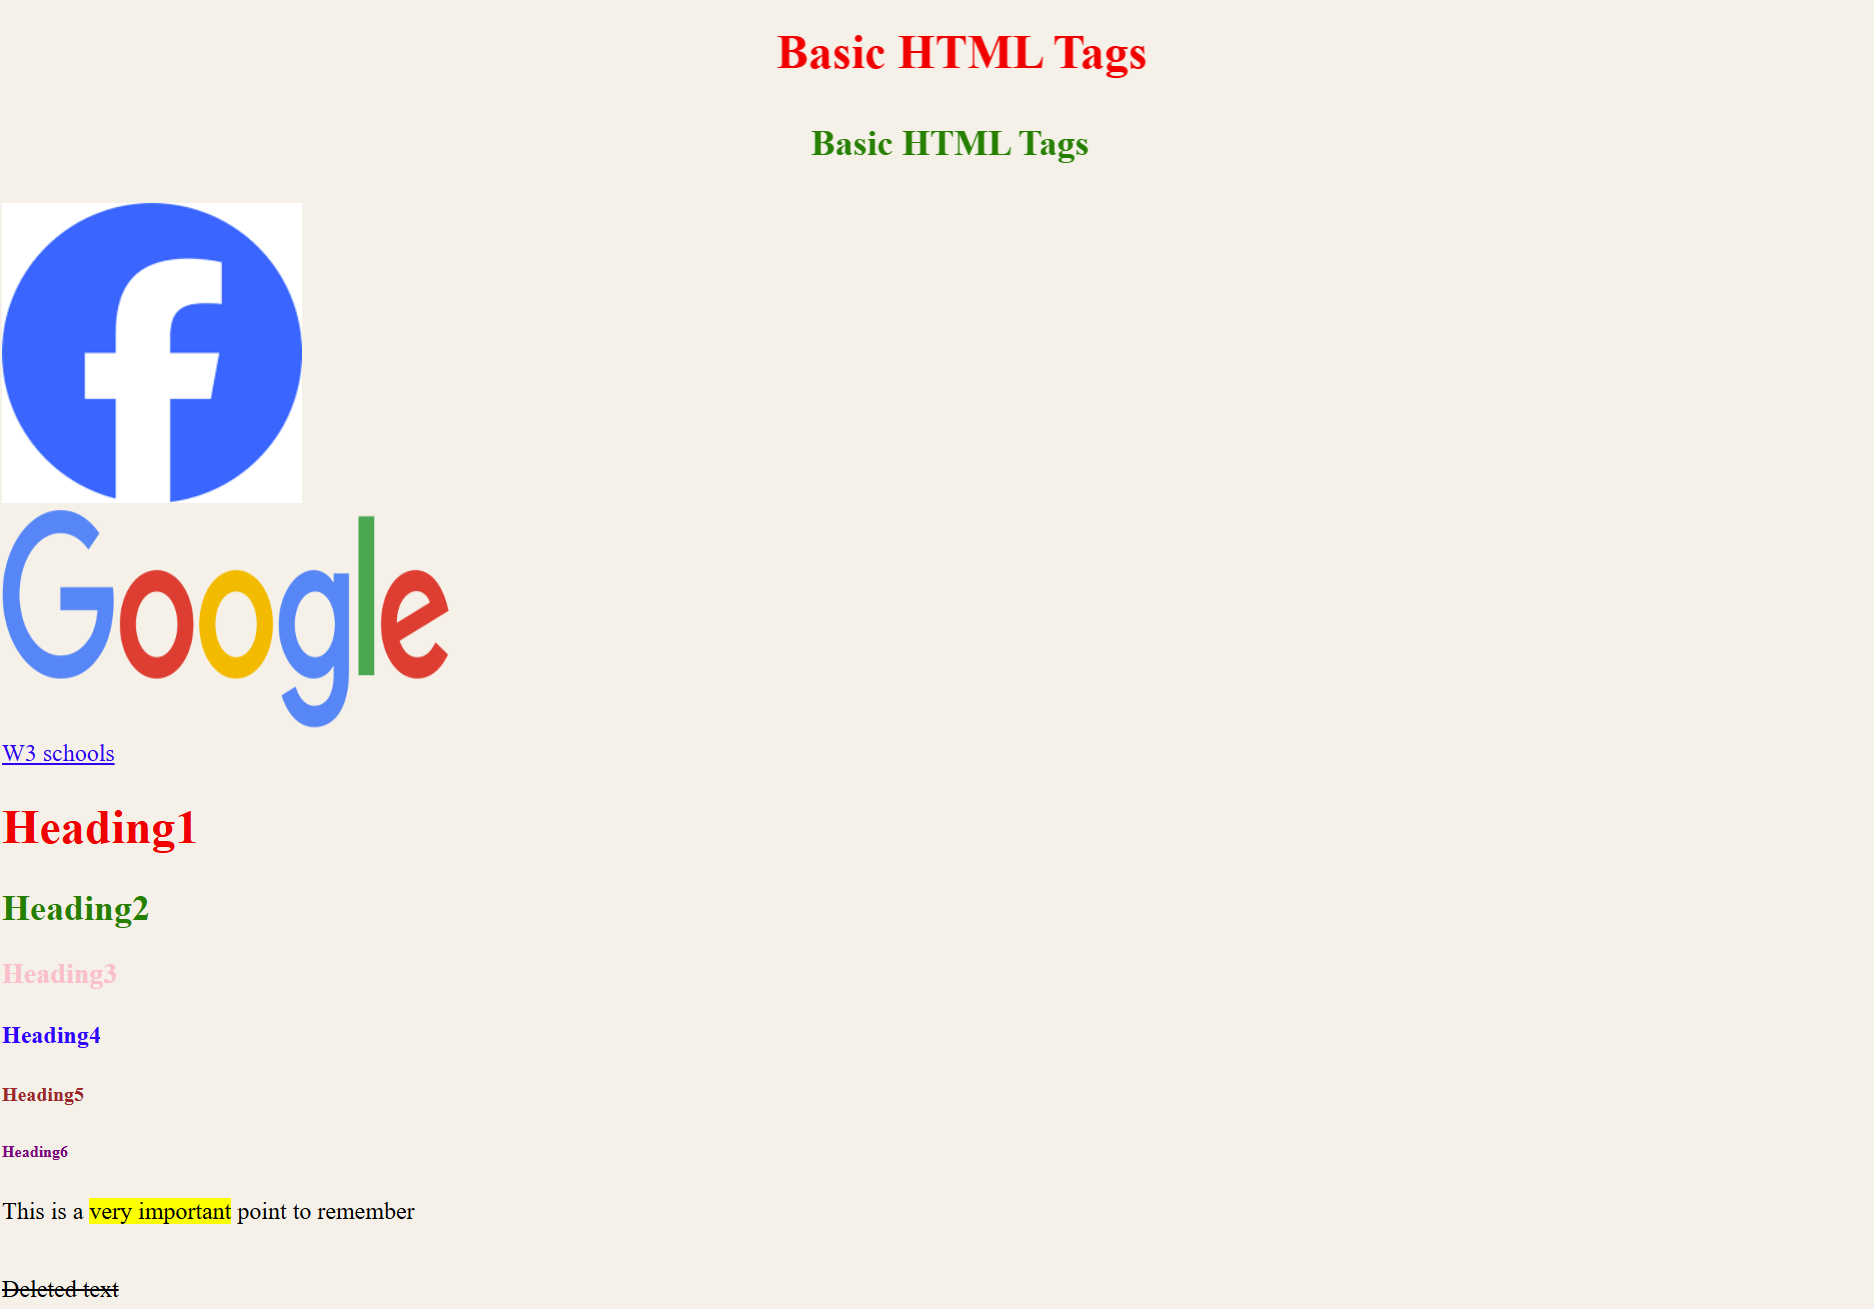 Basic HTML Tags
Basic HTML Tags
f
Google
W3 schools
Heading1
Heading2
Heading3
Heading4
Heading5
Heading6
This is a very important point to remember
Deleted text